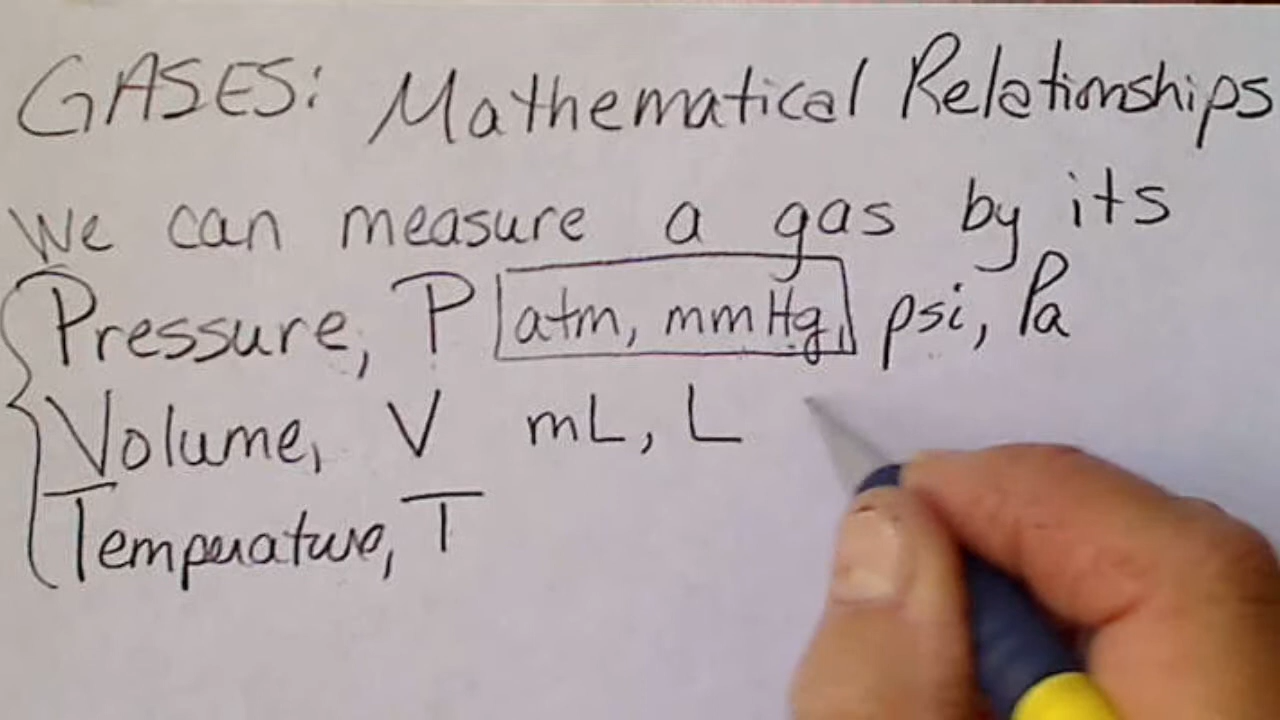 GASES: Mathematical Relationships
We can measure a gas by its
Pressure, P atm, mmHg, psi, Pa
Volume, V mL, L
Temperature, T